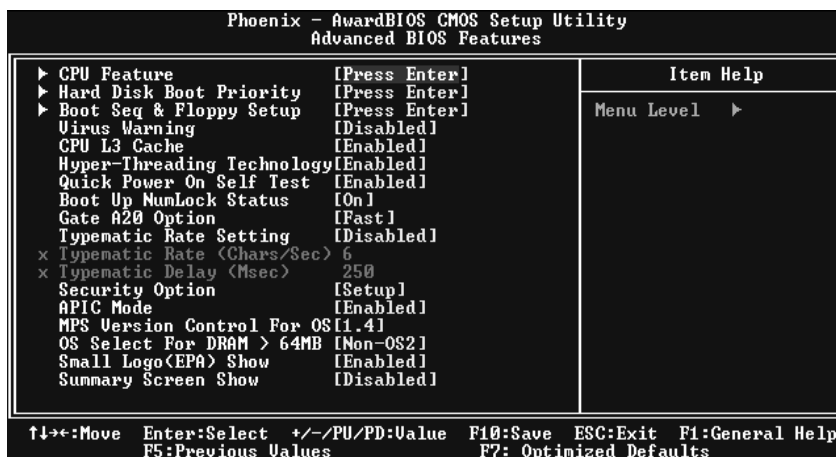 Phoenix - AwardBIOS CMOS Setup Utility
Advanced BIOS Features
▶ CPU Feature [Press Enter]
▶ Hard Disk Boot Priority [Press Enter]
▶ Boot Seq & Floppy Setup [Press Enter]
Virus Warning [Disabled]
CPU L3 Cache [Enabled]
Hyper-Threading Technology[Enabled]
Quick Power On Self Test [Enabled]
Boot Up NumLock Status [On]
Gate A20 Option [Fast]
Typematic Rate Setting [Disabled]
x Typematic Rate (Chars/Sec) 6
x Typematic Delay (Msec) 250
Security Option [Setup]
APIC Mode [Enabled]
MPS Version Control For OS[1.4]
OS Select For DRAM > 64MB [Non-OS2]
Small Logo(EPA) Show [Enabled]
Summary Screen Show [Disabled]
Item Help
Menu Level ▶
↑↓→←:Move Enter:Select +/-/PU/PD:Value F10:Save ESC:Exit F1:General Help
F5:Previous Values F7: Optimized Defaults